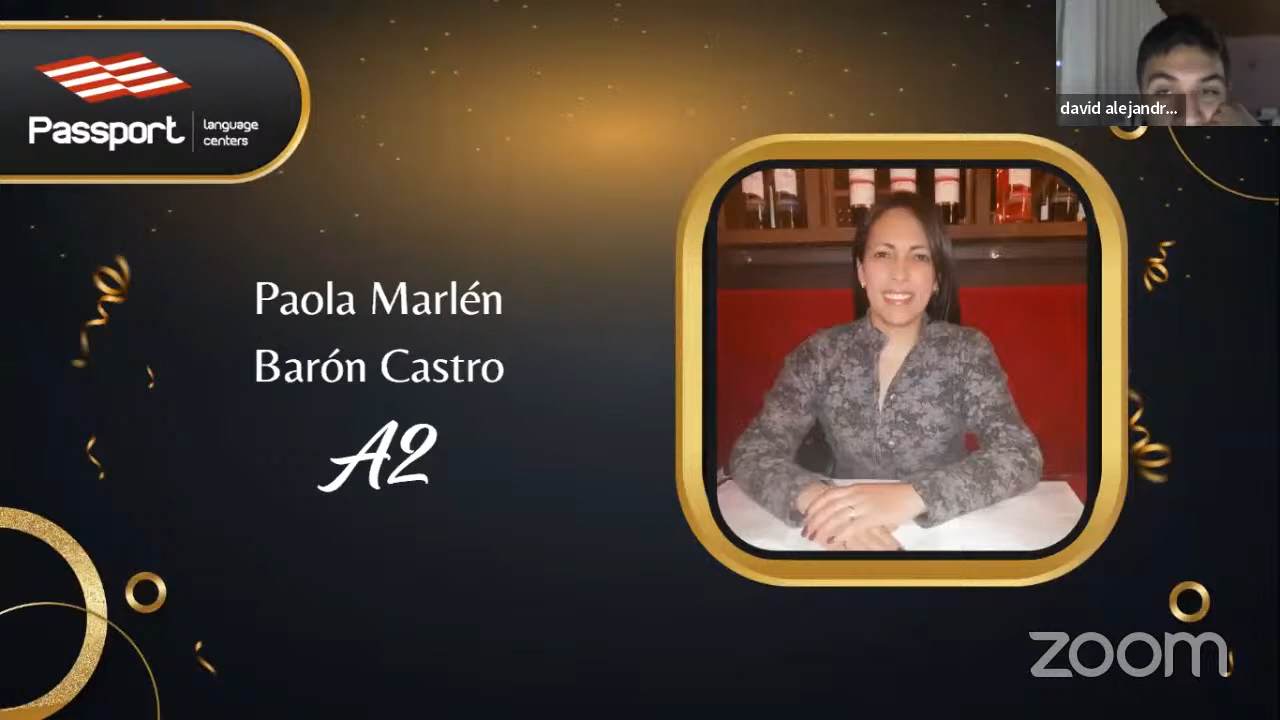 Passport
language
centers
david alejandr...
Paola Marlén
Barón Castro
A2
zoom